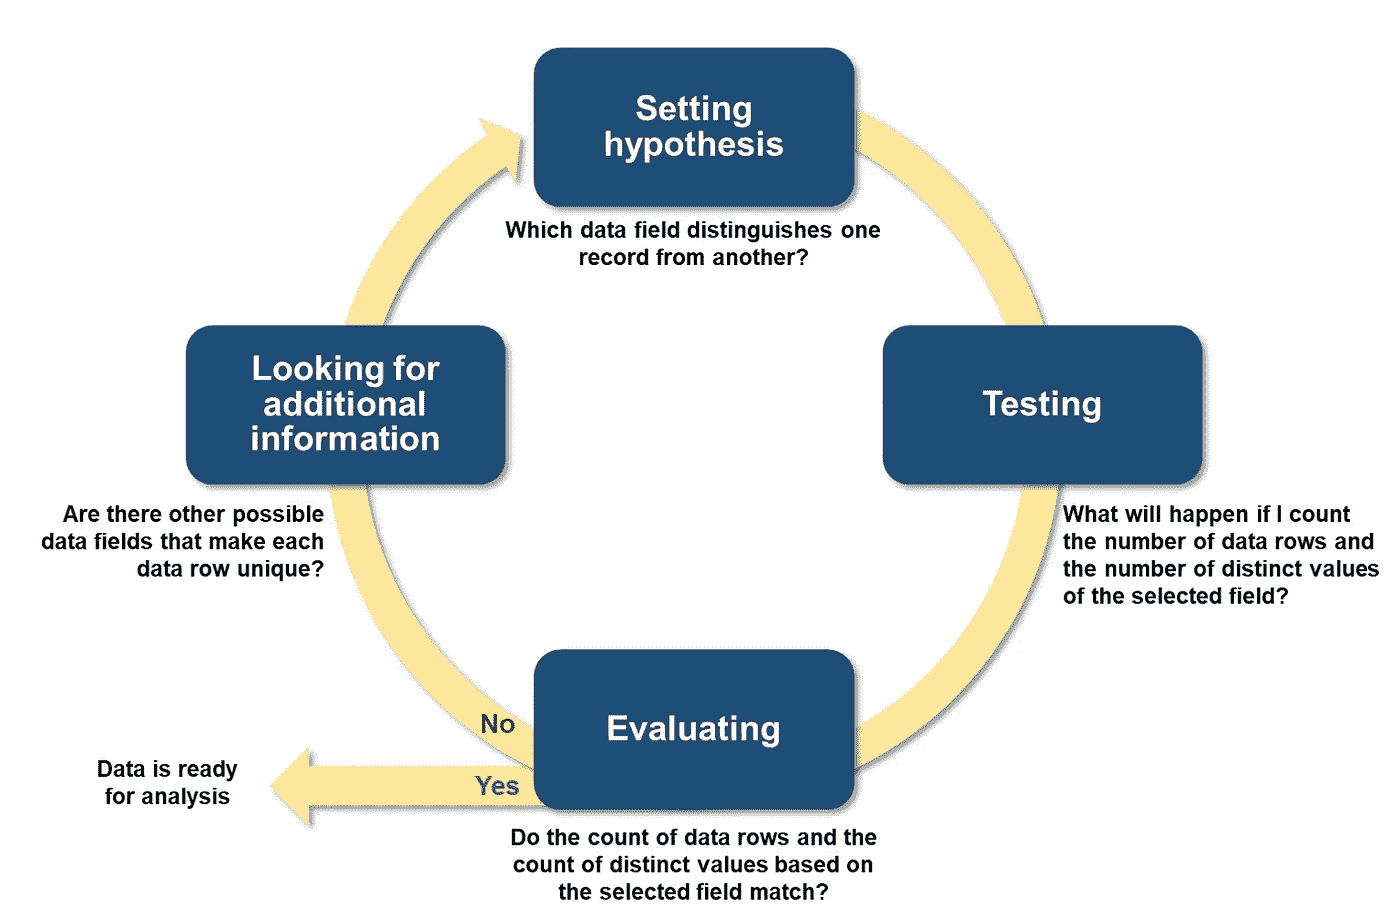 Setting
hypothesis
Which data field distinguishes one
record from another?
Testing
What will happen if I count
the number of data rows and
the number of distinct values
of the selected field?
Evaluating
Do the count of data rows and the
count of distinct values based on
the selected field match?
No
Yes
Data is ready
for analysis
Looking for
additional
information
Are there other possible
data fields that make each
data row unique?